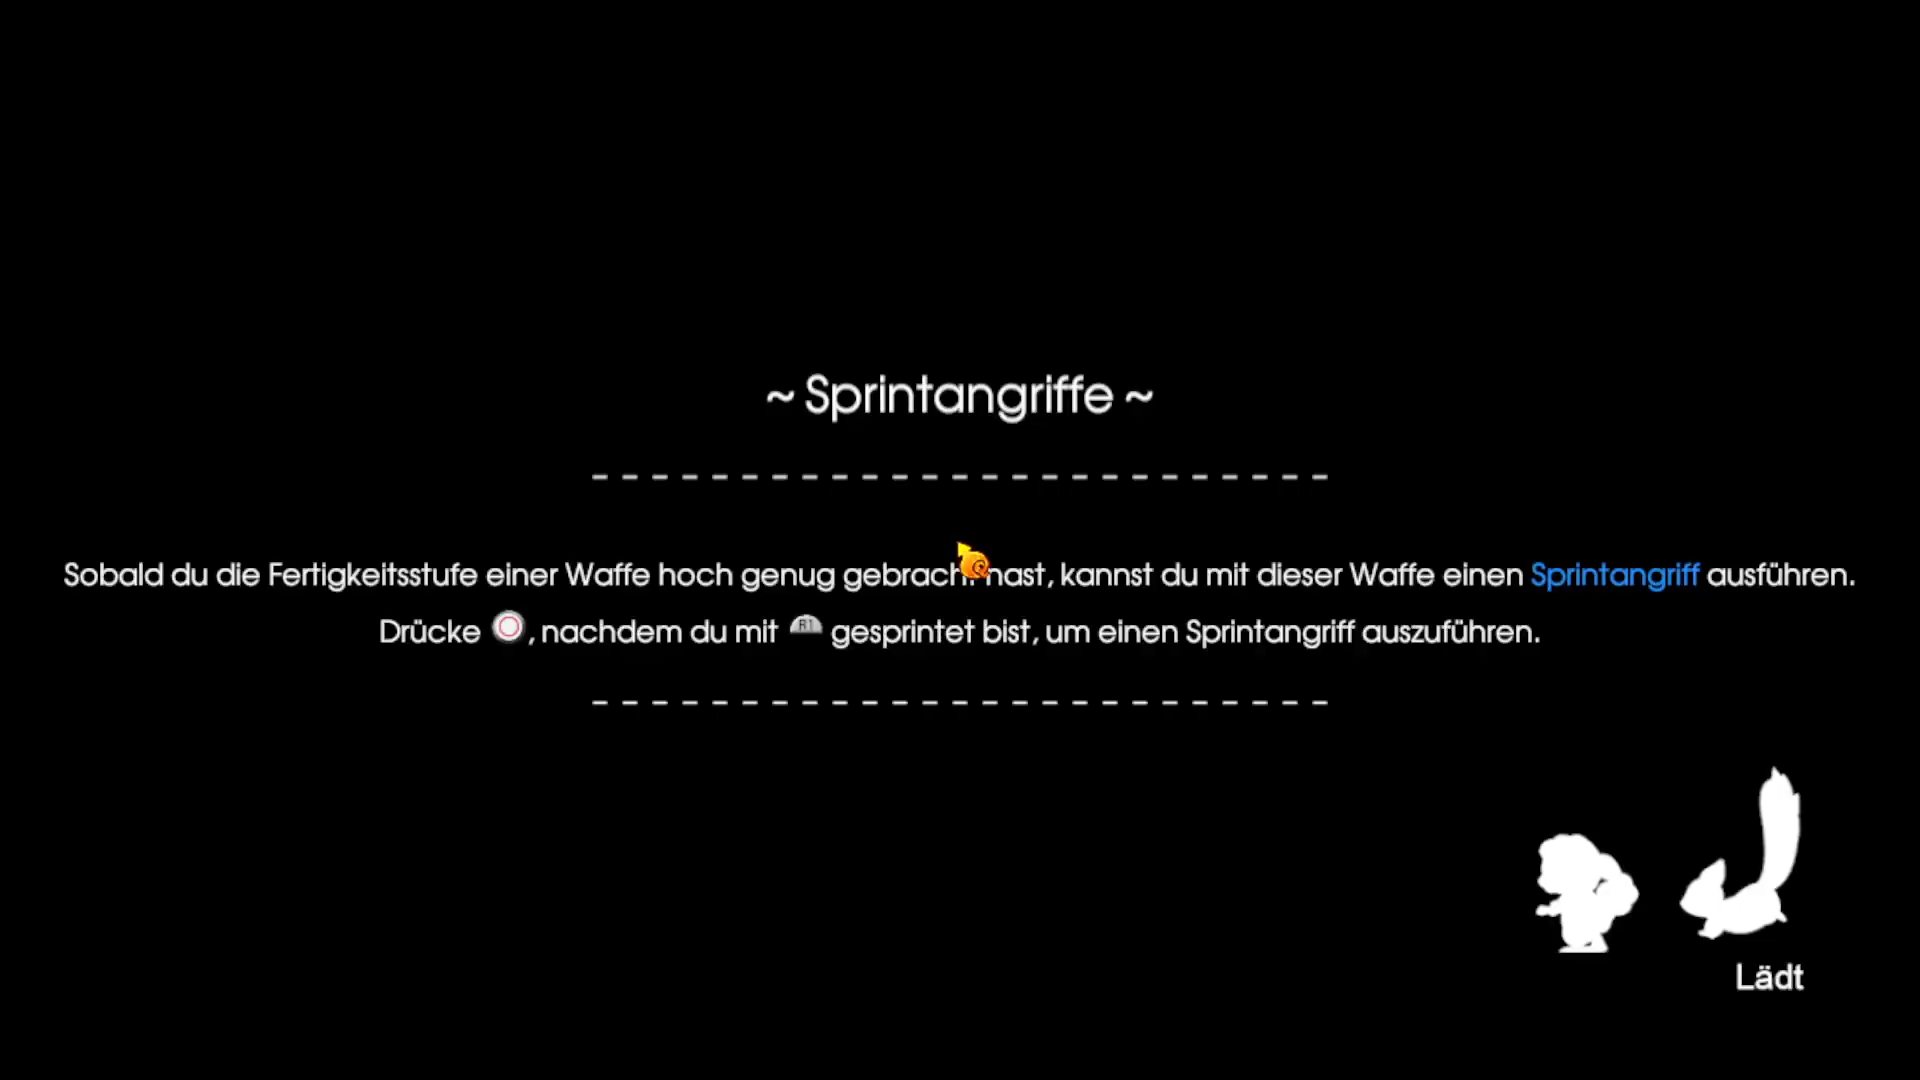 ~ Sprintangriffe ~
Sobald du die Fertigkeitsstufe einer Waffe hoch genug gebracht hast, kannst du mit dieser Waffe einen Sprintangriff ausführen.
Drücke , nachdem du mit R1 gesprintet bist, um einen Sprintangriff auszuführen.
Lädt